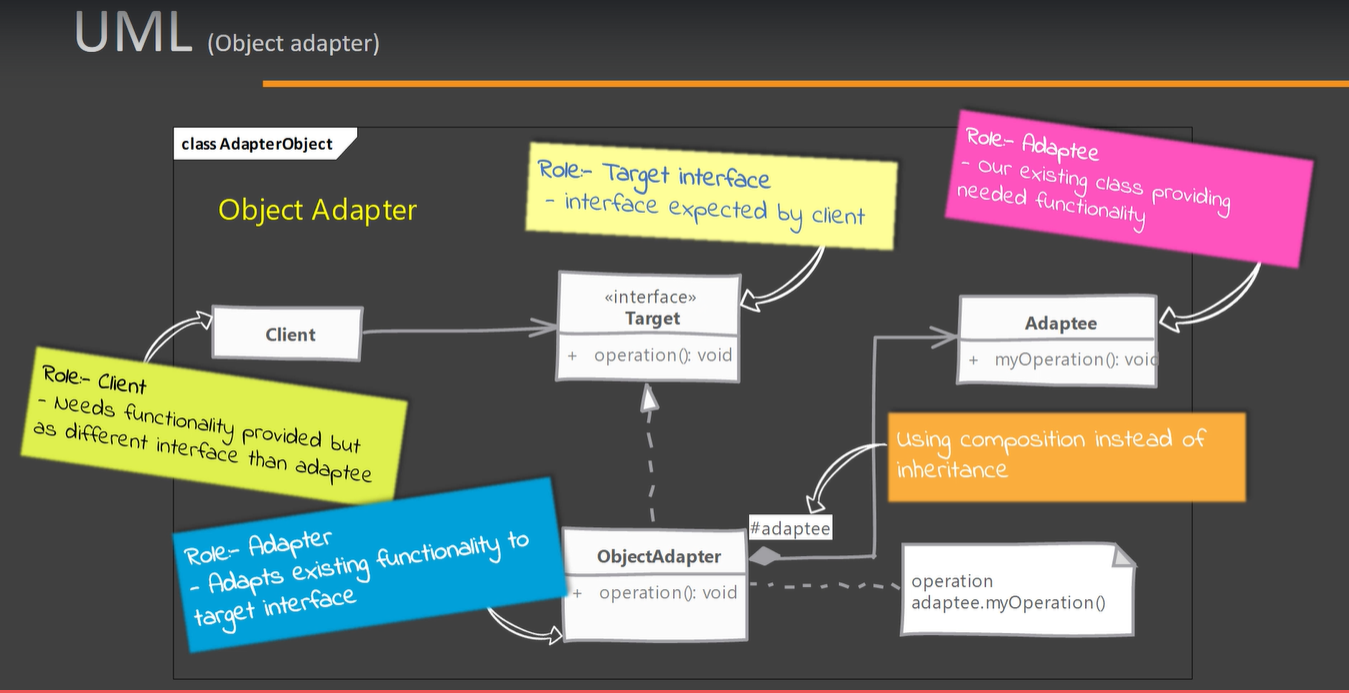 UML (Object adapter)
class AdapterObject
Object Adapter
Role:- Target interface
- interface expected by client
Role:- Adaptee
- Our existing class providing
needed functionality
Client
«interface»
Target
+ operation(): void
Adaptee
+ myOperation(): void
Role:- Client
- Needs functionality provided but
as different interface than adaptee
Using composition instead of
inheritance
Role:- Adapter
- Adapts existing functionality to
target interface
#adaptee
ObjectAdapter
+ operation(): void
operation
adaptee.myOperation()